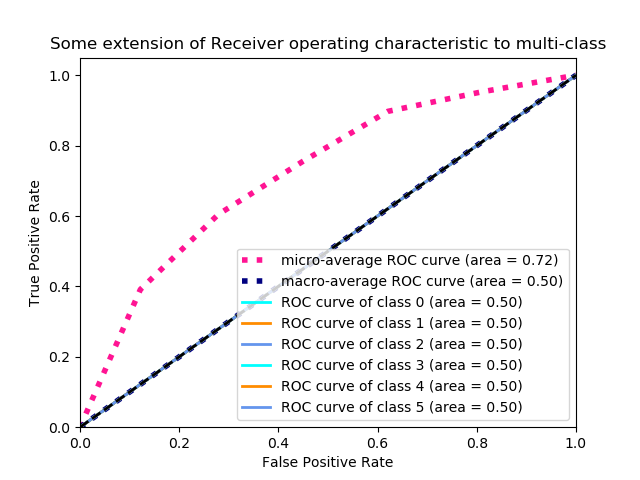 Some extension of Receiver operating characteristic to multi-class
1.0
0.8
0.6
0.4
0.2
0.0
True Positive Rate
micro-average ROC curve (area = 0.72)
macro-average ROC curve (area = 0.50)
ROC curve of class 0 (area = 0.50)
ROC curve of class 1 (area = 0.50)
ROC curve of class 2 (area = 0.50)
ROC curve of class 3 (area = 0.50)
ROC curve of class 4 (area = 0.50)
ROC curve of class 5 (area = 0.50)
0.0 0.2 0.4 0.6 0.8 1.0
False Positive Rate